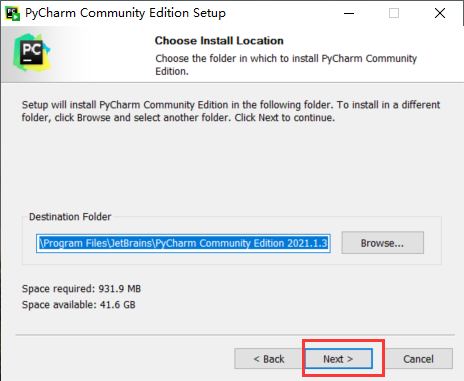 PyCharm Community Edition Setup
PC
Choose Install Location
Choose the folder in which to install PyCharm Community
Edition.
Setup will install PyCharm Community Edition in the following folder. To install in a different
folder, click Browse and select another folder. Click Next to continue.
Destination Folder
\Program Files\JetBrains\PyCharm Community Edition 2021.1.3
Browse...
Space required: 931.9 MB
Space available: 41.6 GB
< Back
Next >
Cancel